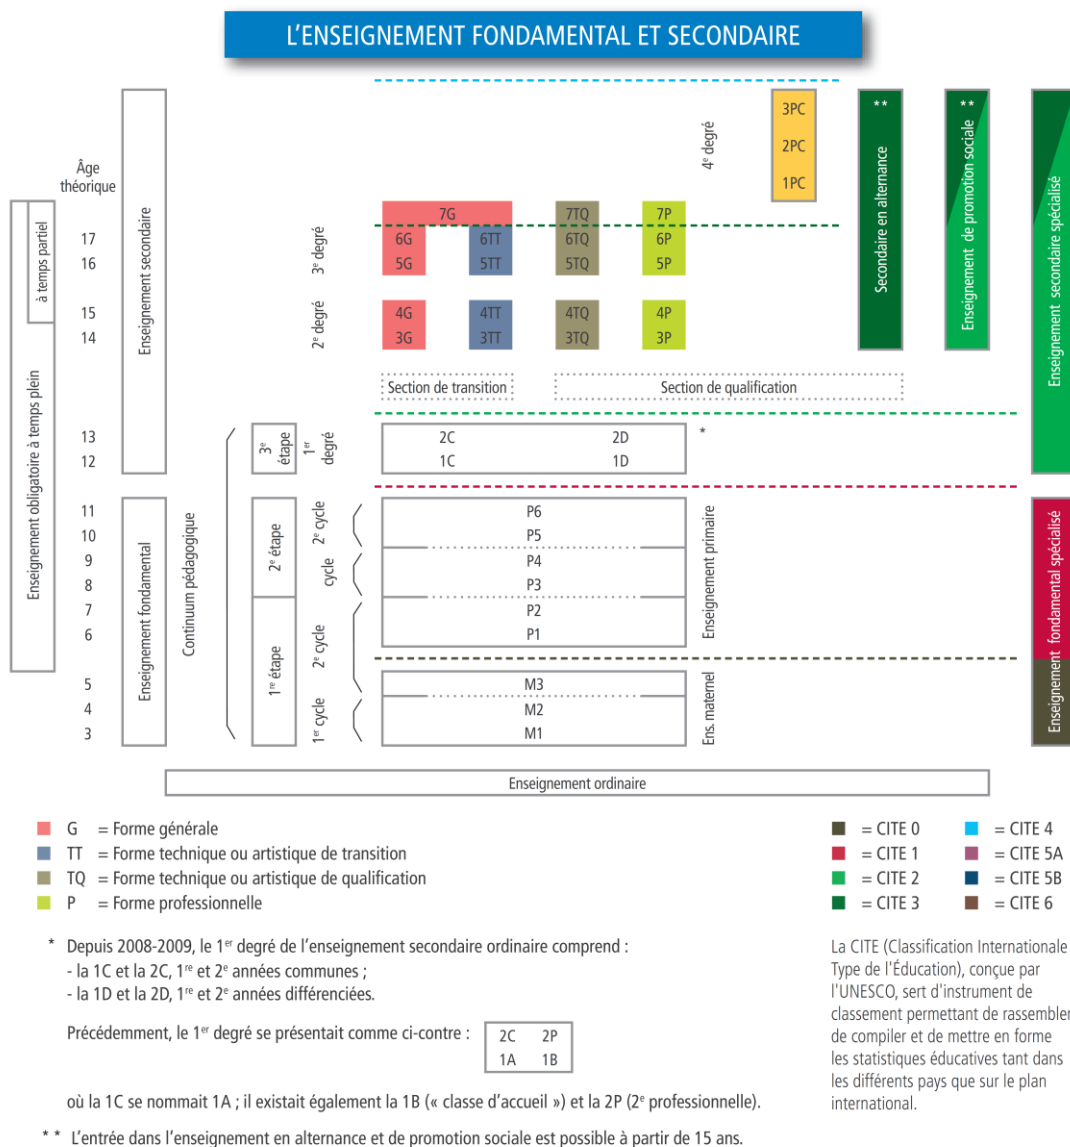 L'ENSEIGNEMENT FONDAMENTAL ET SECONDAIRE
Âge
théorique
17
16
15
14
13
12
11
10
9
8
7
6
5
4
3
Enseignement obligatoire à temps plein
à temps partiel
Enseignement secondaire
Enseignement fondamental
Continuum pédagogique
3e étape
2e étape
1re étape
4e degré
3e degré
2e degré
1er degré
2e cycle
cycle
2e cycle
1er cycle
3PC
2PC
1PC
7G 7TQ 7P
6G 6TT 6TQ 6P
5G 5TT 5TQ 5P
4G 4TT 4TQ 4P
3G 3TT 3TQ 3P
Section de transition Section de qualification
2C 2D *
1C 1D
P6
P5
P4
P3
P2
P1
M3
M2
M1
Enseignement primaire
Ens. maternel
** Secondaire en alternance
** Enseignement de promotion sociale
Enseignement secondaire spécialisé
Enseignement fondamental spécialisé
Enseignement ordinaire
G = Forme générale
TT = Forme technique ou artistique de transition
TQ = Forme technique ou artistique de qualification
P = Forme professionnelle
= CITE 0 = CITE 4
= CITE 1 = CITE 5A
= CITE 2 = CITE 5B
= CITE 3 = CITE 6
* Depuis 2008-2009, le 1er degré de l'enseignement secondaire ordinaire comprend :
- la 1C et la 2C, 1re et 2e années communes ;
- la 1D et la 2D, 1re et 2e années différenciées.
Précédemment, le 1er degré se présentait comme ci-contre :
2C 2P
1A 1B
où la 1C se nommait 1A ; il existait également la 1B (« classe d'accueil ») et la 2P (2e professionnelle).
** L'entrée dans l'enseignement en alternance et de promotion sociale est possible à partir de 15 ans.
La CITE (Classification Internationale
Type de l'Éducation), conçue par
l'UNESCO, sert d'instrument de
classement permettant de rassembler
de compiler et de mettre en forme
les statistiques éducatives tant dans
les différents pays que sur le plan
international.